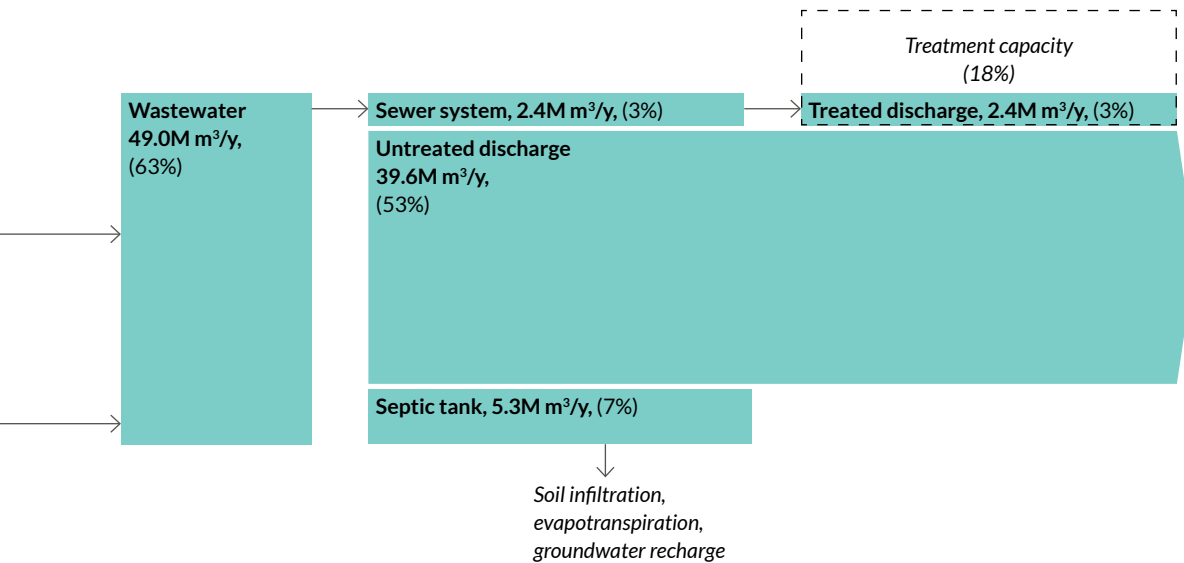 Treatment capacity
(18%)
Wastewater
49.0M m³/y,
(63%)
Sewer system, 2.4M m³/y, (3%)
Treated discharge, 2.4M m³/y, (3%)
Untreated discharge
39.6M m³/y,
(53%)
Septic tank, 5.3M m³/y, (7%)
Soil infiltration,
evapotranspiration,
groundwater recharge